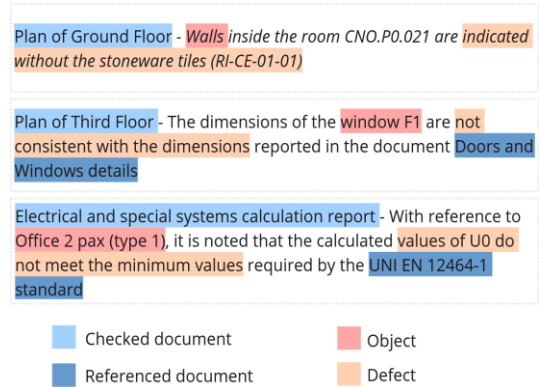 Plan of Ground Floor - Walls inside the room CNO.P0.021 are indicated
without the stoneware tiles (RI-CE-01-01)
Plan of Third Floor - The dimensions of the window F1 are not
consistent with the dimensions reported in the document Doors and
Windows details
Electrical and special systems calculation report - With reference to
Office 2 pax (type 1), it is noted that the calculated values of U0 do
not meet the minimum values required by the UNI EN 12464-1
standard
Checked document
Object
Referenced document
Defect